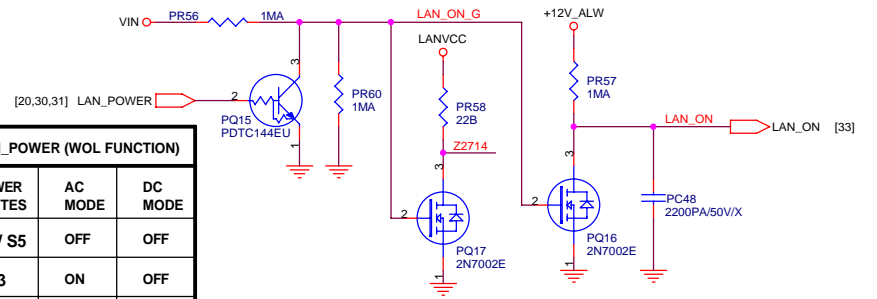 VIN
PR56
1MA
LAN_ON_G
LANVCC
+12V_ALW
[20,30,31] LAN_POWER
2
3
1
PQ15
PDTC144EU
PR60
1MA
PR58
22B
Z2714
3
2
1
PQ17
2N7002E
PR57
1MA
LAN_ON
LAN_ON [33]
3
2
1
PQ16
2N7002E
PC48
2200PA/50V/X
_POWER (WOL FUNCTION)
WER
TES
AC
MODE
DC
MODE
S5
OFF
OFF
3
ON
OFF